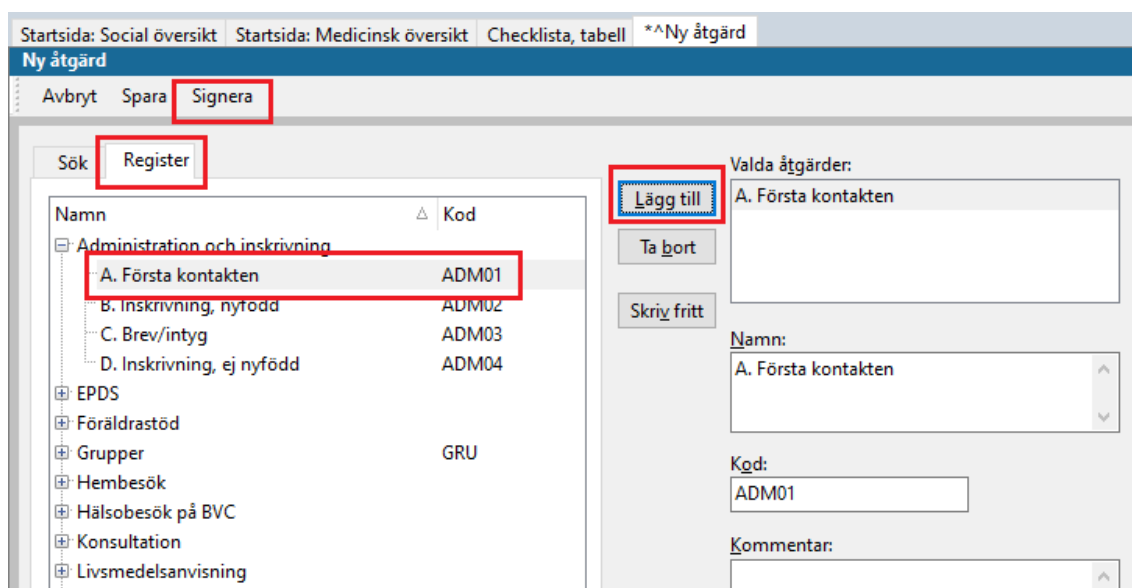 Startsida: Social översikt Startsida: Medicinsk översikt Checklista, tabell *^Ny åtgärd
Ny åtgärd
Avbryt Spara Signera
Sök Register
Namn Kod
Administration och inskrivning
A. Första kontakten ADM01
B. Inskrivning, nyfödd ADM02
C. Brev/intyg ADM03
D. Inskrivning, ej nyfödd ADM04
EPDS
Föräldrastöd
Grupper GRU
Hembesök
Hälsobesök på BVC
Konsultation
Livsmedelsanvisning
Lägg till
Ta bort
Skriv fritt
Valda åtgärder:
A. Första kontakten
Namn:
A. Första kontakten
Kod:
ADM01
Kommentar: